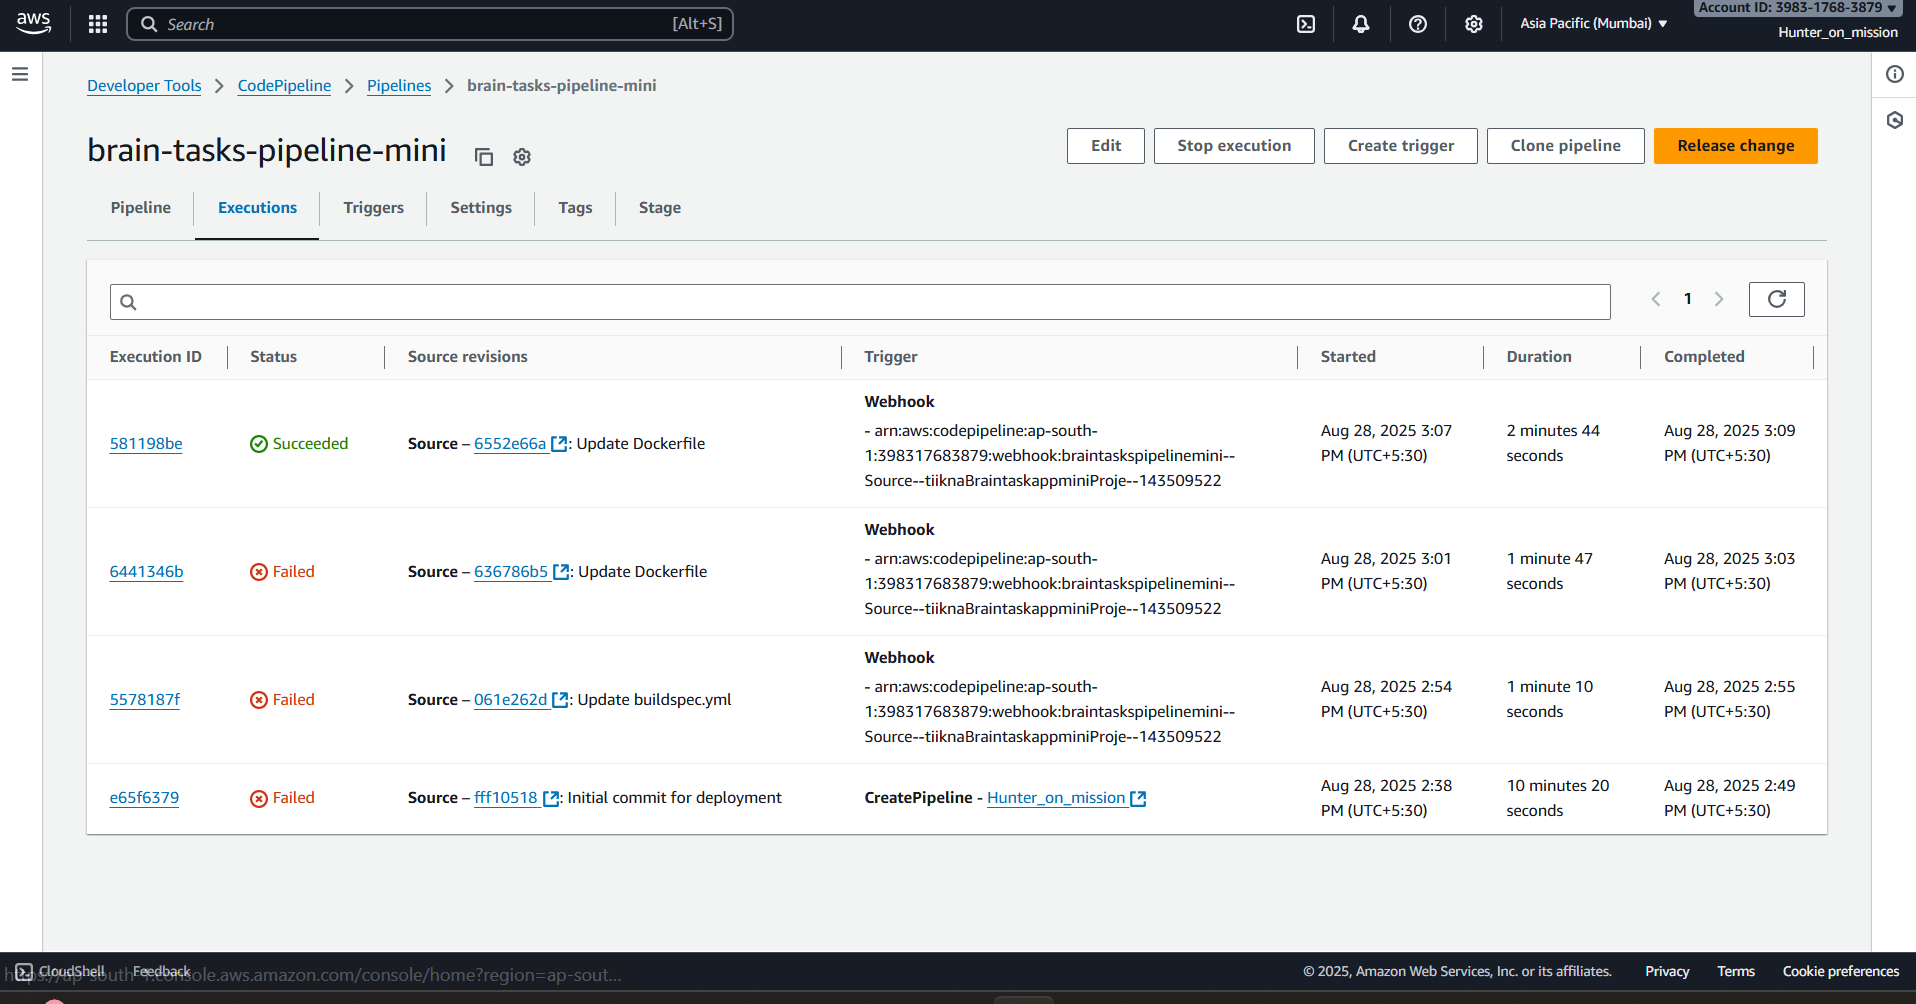 aws
Search [Alt+S]
Asia Pacific (Mumbai)
Account ID: 3983-1768-3879
Hunter_on_mission
Developer Tools
CodePipeline
Pipelines
brain-tasks-pipeline-mini
brain-tasks-pipeline-mini
Edit
Stop execution
Create trigger
Clone pipeline
Release change
Pipeline
Executions
Triggers
Settings
Tags
Stage
1
Execution ID
Status
Source revisions
Trigger
Started
Duration
Completed
581198be
Succeeded
Source – 6552e66a : Update Dockerfile
Webhook
- arn:aws:codepipeline:ap-south-
1:398317683879:webhook:braintaskspipelinemini--
Source--tiiknaBraintaskappminiProje--143509522
Aug 28, 2025 3:07
PM (UTC+5:30)
2 minutes 44
seconds
Aug 28, 2025 3:09
PM (UTC+5:30)
6441346b
Failed
Source – 636786b5 : Update Dockerfile
Webhook
- arn:aws:codepipeline:ap-south-
1:398317683879:webhook:braintaskspipelinemini--
Source--tiiknaBraintaskappminiProje--143509522
Aug 28, 2025 3:01
PM (UTC+5:30)
1 minute 47
seconds
Aug 28, 2025 3:03
PM (UTC+5:30)
5578187f
Failed
Source – 061e262d : Update buildspec.yml
Webhook
- arn:aws:codepipeline:ap-south-
1:398317683879:webhook:braintaskspipelinemini--
Source--tiiknaBraintaskappminiProje--143509522
Aug 28, 2025 2:54
PM (UTC+5:30)
1 minute 10
seconds
Aug 28, 2025 2:55
PM (UTC+5:30)
e65f6379
Failed
Source – fff10518 : Initial commit for deployment
CreatePipeline - Hunter_on_mission
Aug 28, 2025 2:38
PM (UTC+5:30)
10 minutes 20
seconds
Aug 28, 2025 2:49
PM (UTC+5:30)
CloudShell
Feedback
https://ap-south-1.console.aws.amazon.com/console/home?region=ap-sout...
© 2025, Amazon Web Services, Inc. or its affiliates.
Privacy
Terms
Cookie preferences